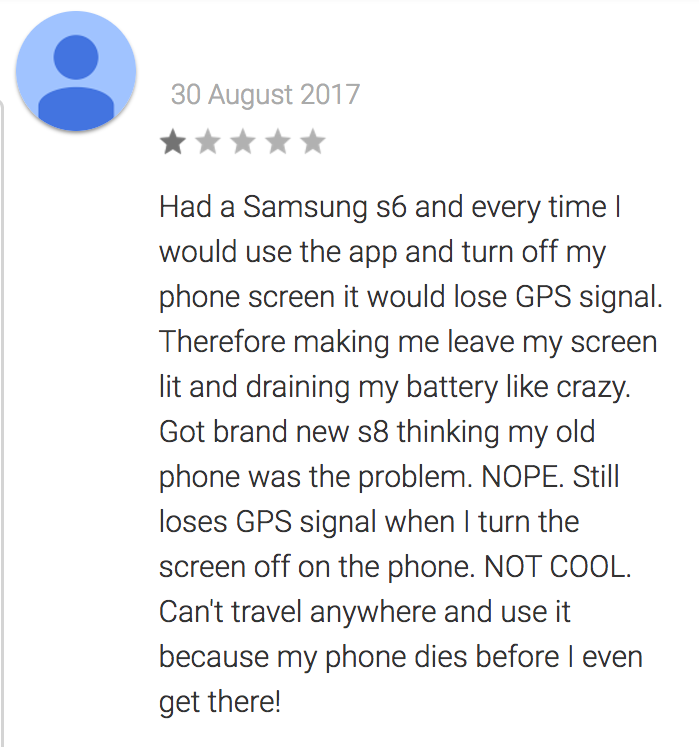 30 August 2017
Had a Samsung s6 and every time I
would use the app and turn off my
phone screen it would lose GPS signal.
Therefore making me leave my screen
lit and draining my battery like crazy.
Got brand new s8 thinking my old
phone was the problem. NOPE. Still
loses GPS signal when I turn the
screen off on the phone. NOT COOL.
Can't travel anywhere and use it
because my phone dies before I even
get there!